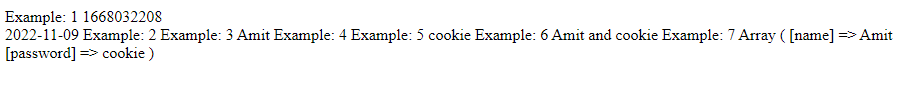 Example: 1 1668032208
2022-11-09 Example: 2 Example: 3 Amit Example: 4 Example: 5 cookie Example: 6 Amit and cookie Example: 7 Array ( [name] => Amit
[password] => cookie )